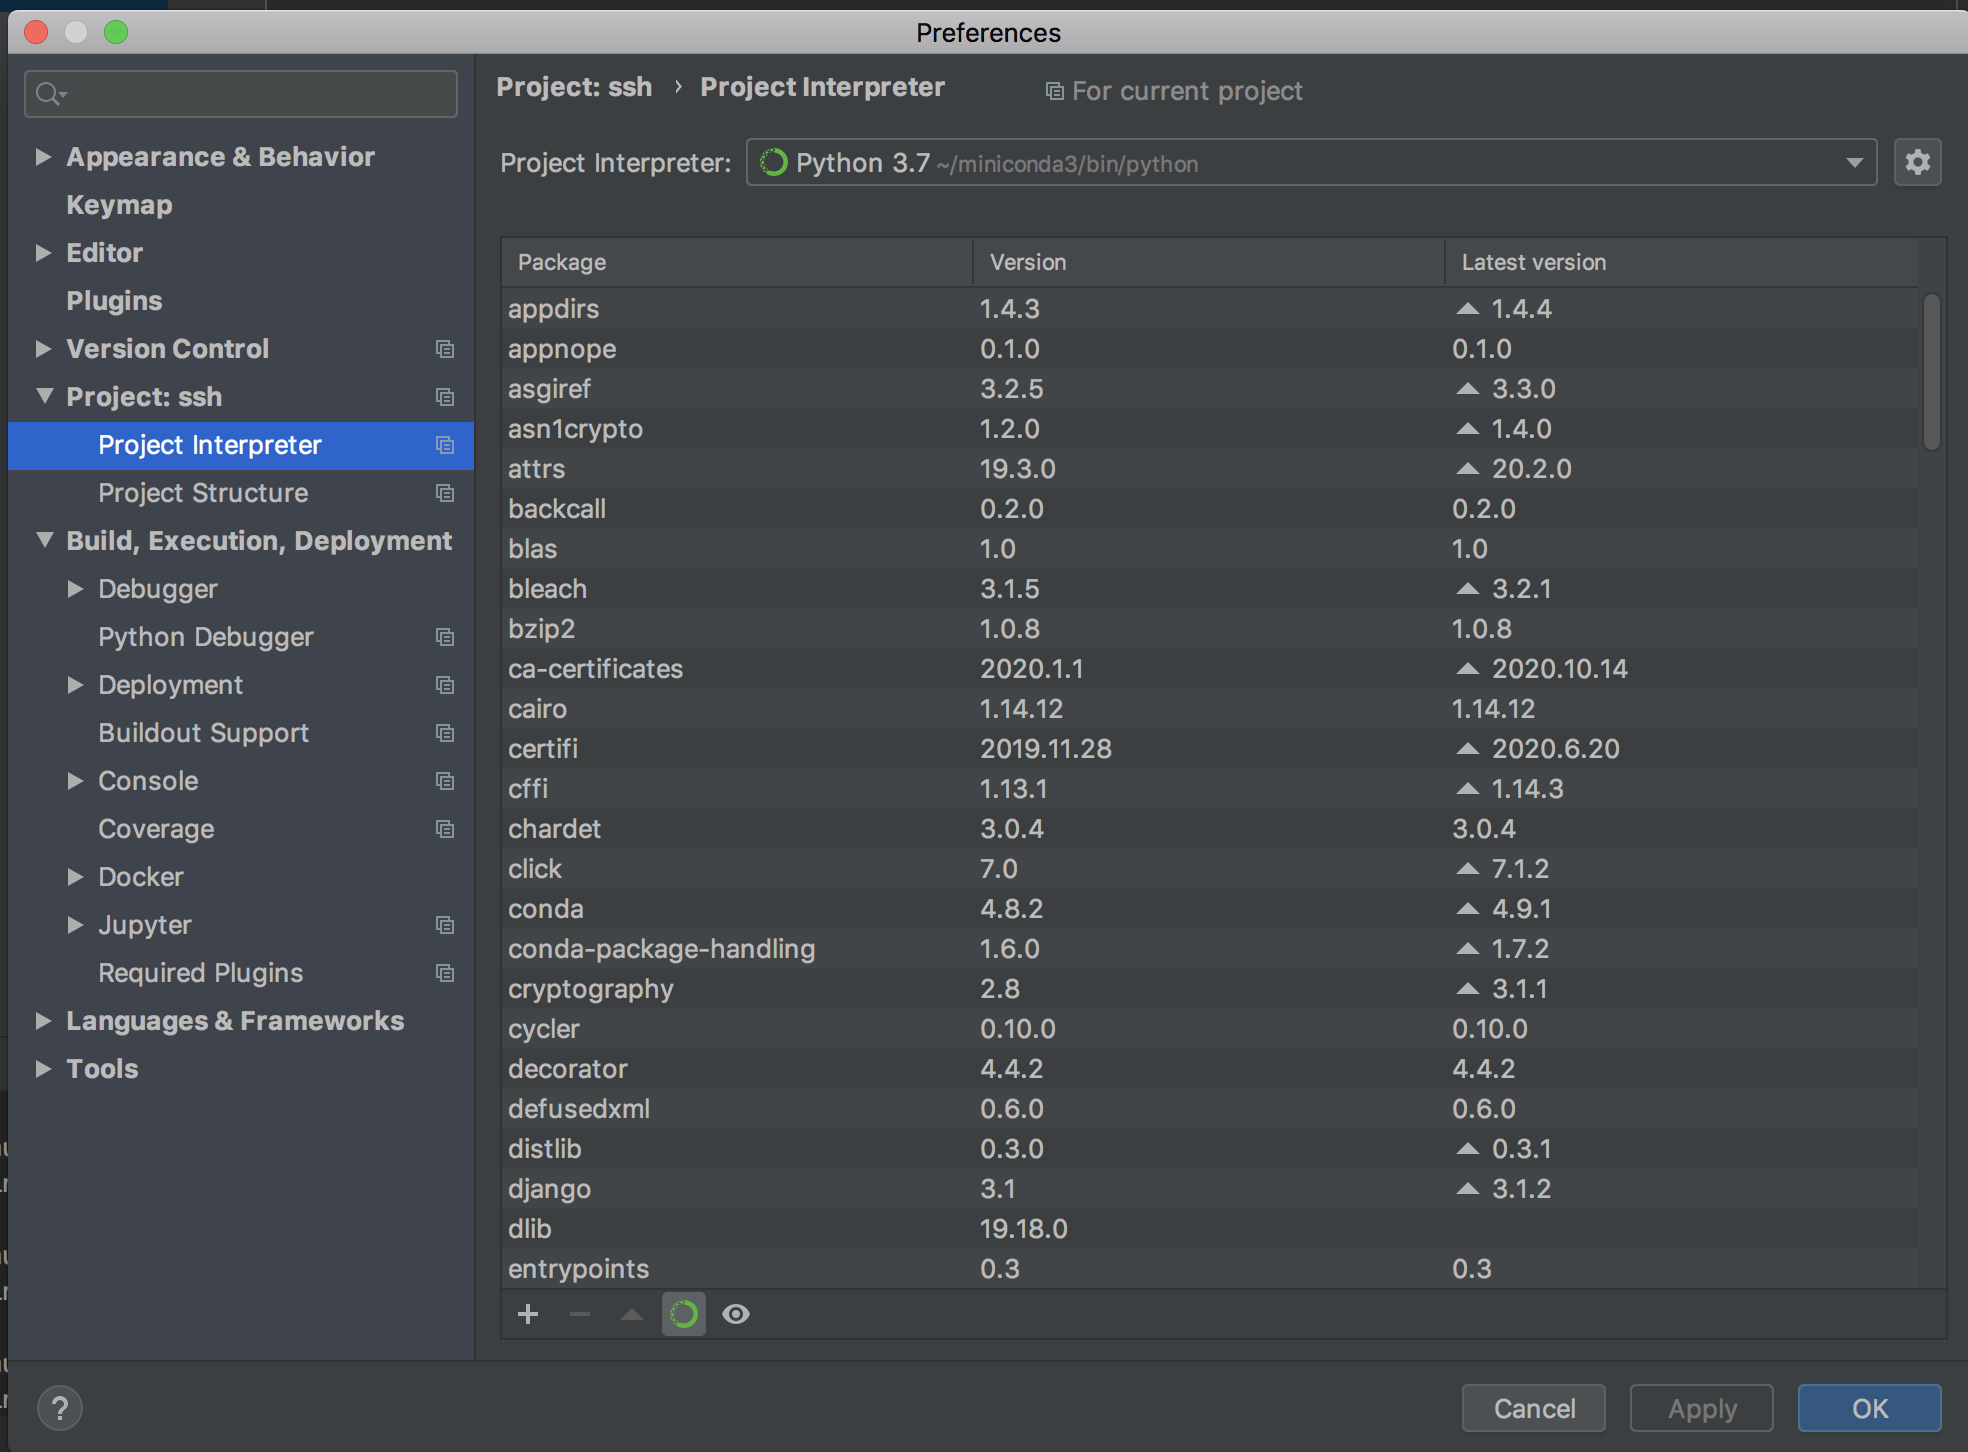 Preferences
Appearance & Behavior
Keymap
Editor
Plugins
Version Control
Project: ssh
Project Interpreter
Project Structure
Build, Execution, Deployment
Debugger
Python Debugger
Deployment
Buildout Support
Console
Coverage
Docker
Jupyter
Required Plugins
Languages & Frameworks
Tools
Project: ssh › Project Interpreter For current project
Project Interpreter: Python 3.7 ~/miniconda3/bin/python
Package Version Latest version
appdirs 1.4.3 1.4.4
appnope 0.1.0 0.1.0
asgiref 3.2.5 3.3.0
asn1crypto 1.2.0 1.4.0
attrs 19.3.0 20.2.0
backcall 0.2.0 0.2.0
blas 1.0 1.0
bleach 3.1.5 3.2.1
bzip2 1.0.8 1.0.8
ca-certificates 2020.1.1 2020.10.14
cairo 1.14.12 1.14.12
certifi 2019.11.28 2020.6.20
cffi 1.13.1 1.14.3
chardet 3.0.4 3.0.4
click 7.0 7.1.2
conda 4.8.2 4.9.1
conda-package-handling 1.6.0 1.7.2
cryptography 2.8 3.1.1
cycler 0.10.0 0.10.0
decorator 4.4.2 4.4.2
defusedxml 0.6.0 0.6.0
distlib 0.3.0 0.3.1
django 3.1 3.1.2
dlib 19.18.0
entrypoints 0.3 0.3
?
Cancel Apply OK